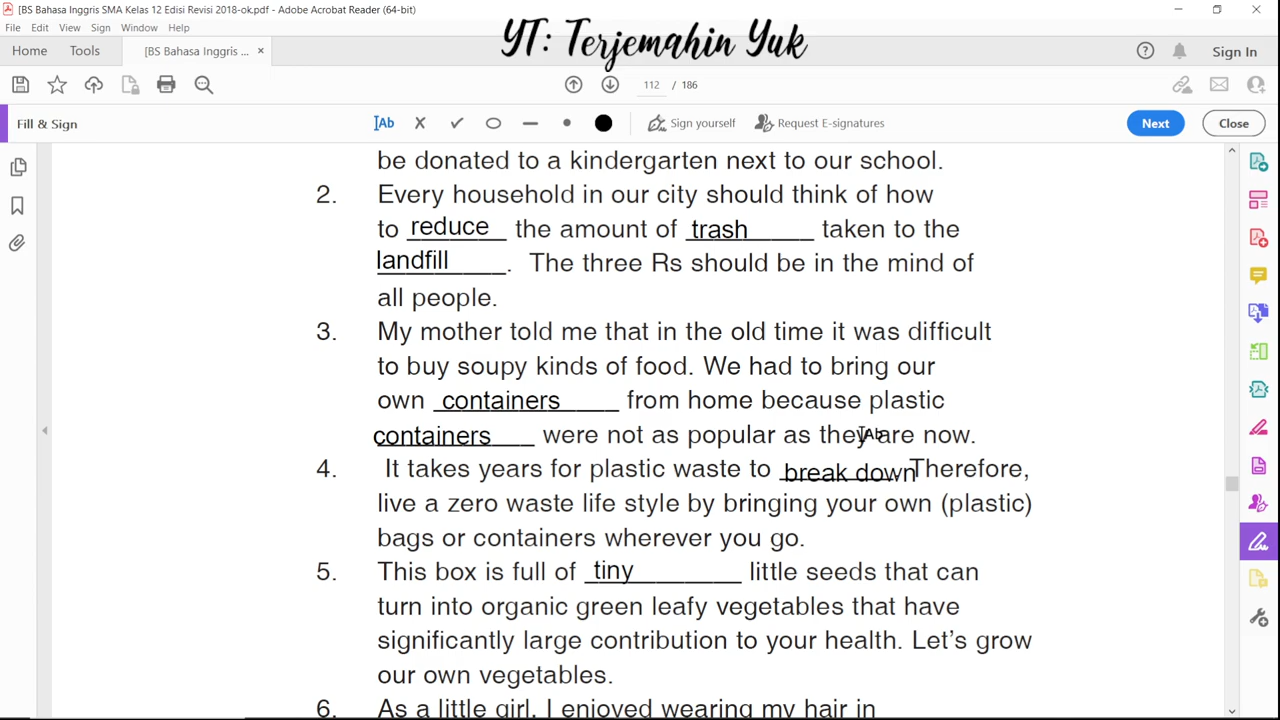 [BS Bahasa Inggris SMA Kelas 12 Edisi Revisi 2018-ok.pdf - Adobe Acrobat Reader (64-bit)
File Edit View Sign Window Help
YT: Terjemahin Yuk
Home Tools [BS Bahasa Inggris ... × Sign In
112 / 186
Fill & Sign Ab Sign yourself Request E-signatures Next Close
be donated to a kindergarten next to our school.
2. Every household in our city should think of how
to reduce the amount of trash taken to the
landfill. The three Rs should be in the mind of
all people.
3. My mother told me that in the old time it was difficult
to buy soupy kinds of food. We had to bring our
own containers from home because plastic
containers were not as popular as they are now.
4. It takes years for plastic waste to break down. Therefore,
live a zero waste life style by bringing your own (plastic)
bags or containers wherever you go.
5. This box is full of tiny little seeds that can
turn into organic green leafy vegetables that have
significantly large contribution to your health. Let's grow
our own vegetables.
6. As a little girl, I enjoyed wearing my hair in